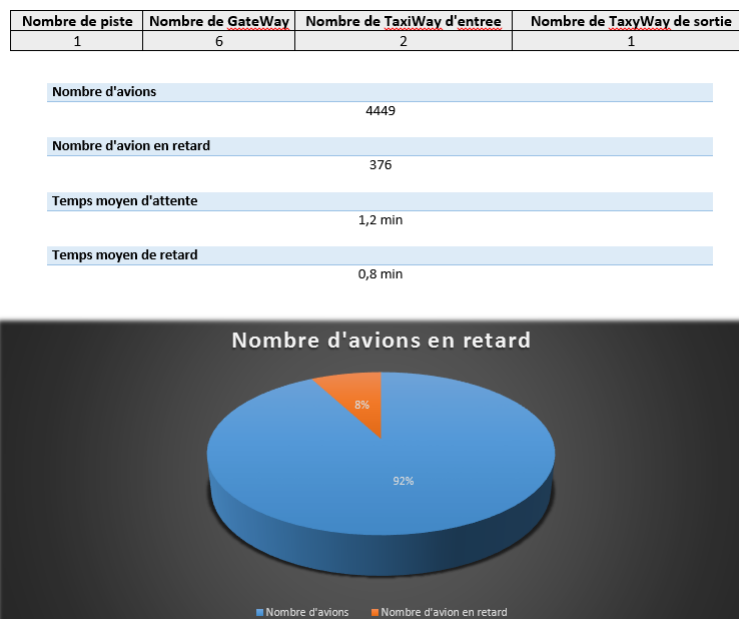 Nombre de piste Nombre de GateWay Nombre de TaxiWay d'entree Nombre de TaxyWay de sortie
1 6 2 1
Nombre d'avions
4449
Nombre d'avion en retard
376
Temps moyen d'attente
1,2 min
Temps moyen de retard
0,8 min
Nombre d'avions en retard
8%
92%
Nombre d'avions Nombre d'avion en retard